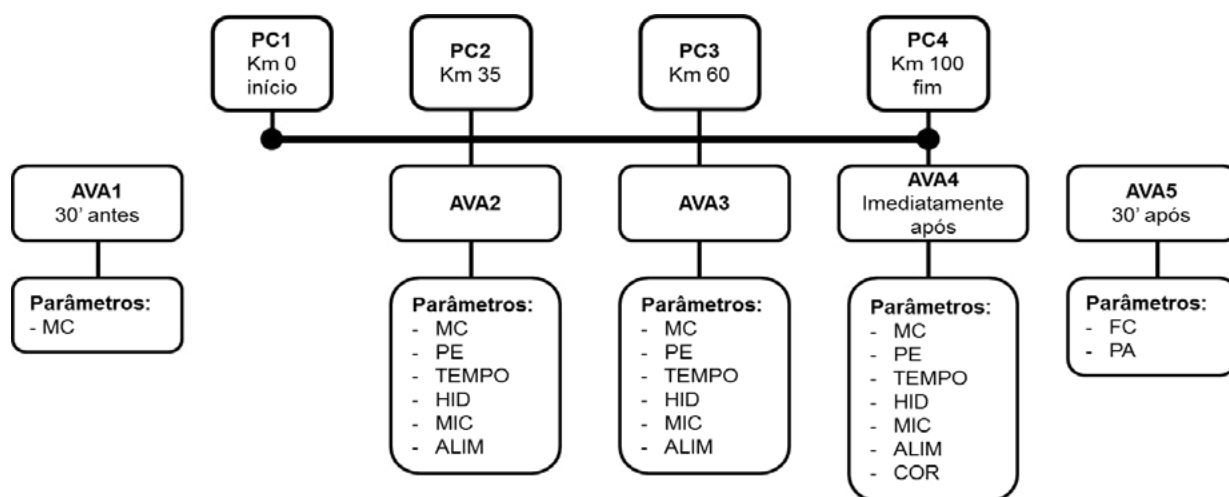 PC1
Km 0
início
PC2
Km 35
PC3
Km 60
PC4
Km 100
fim
AVA1
30’ antes
AVA2
AVA3
AVA4
Imediatamente
após
AVA5
30’ após
Parâmetros:
- MC
Parâmetros:
- MC
- PE
- TEMPO
- HID
- MIC
- ALIM
Parâmetros:
- MC
- PE
- TEMPO
- HID
- MIC
- ALIM
Parâmetros:
- MC
- PE
- TEMPO
- HID
- MIC
- ALIM
- COR
Parâmetros:
- FC
- PA